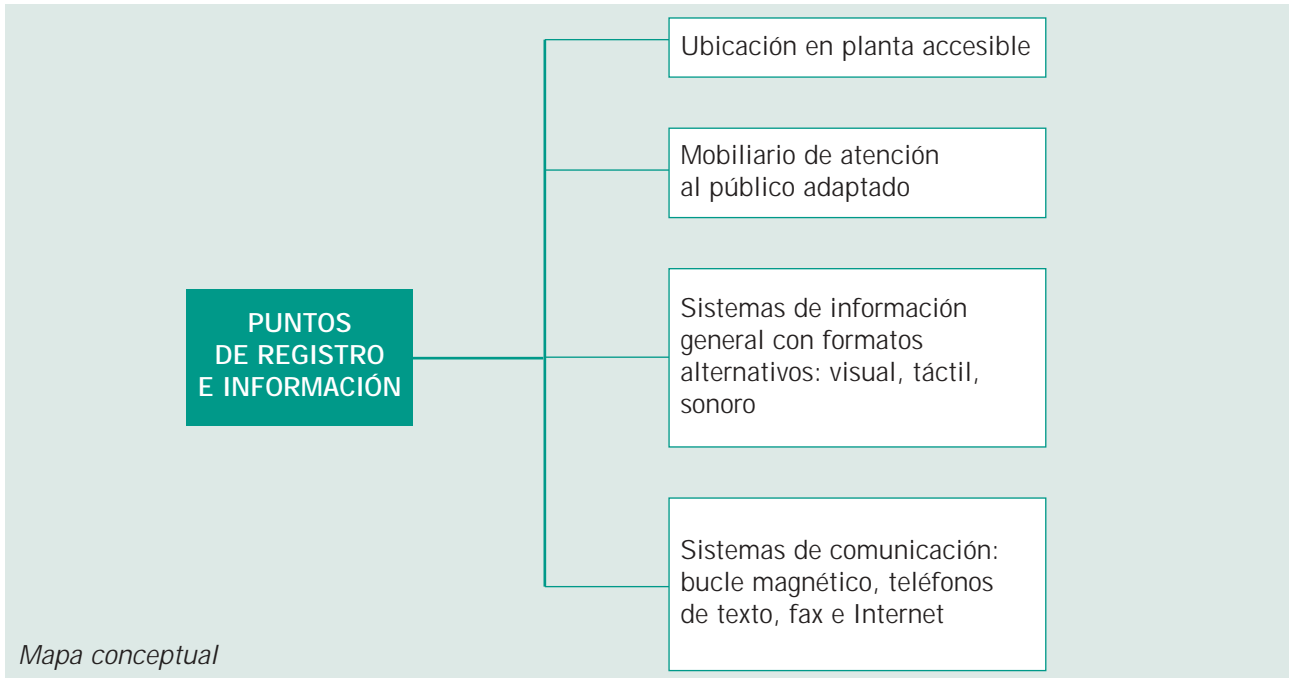 Ubicación en planta accesible
Mobiliario de atención
al público adaptado
PUNTOS
DE REGISTRO
E INFORMACIÓN
Sistemas de información
general con formatos
alternativos: visual, táctil,
sonoro
Sistemas de comunicación:
bucle magnético, teléfonos
de texto, fax e Internet
Mapa conceptual